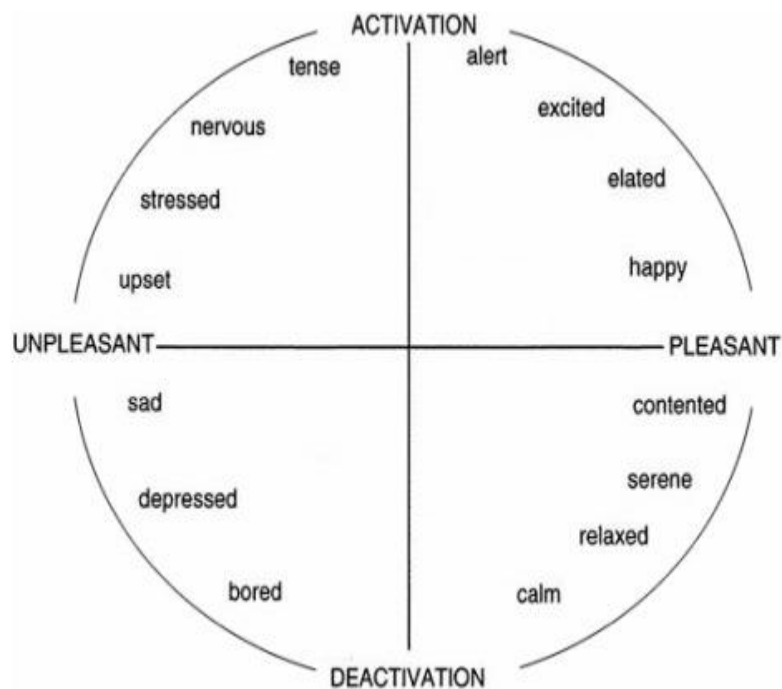 ACTIVATION
tense
alert
nervous
excited
stressed
elated
upset
happy
UNPLEASANT
PLEASANT
sad
contented
depressed
serene
relaxed
bored
calm
DEACTIVATION